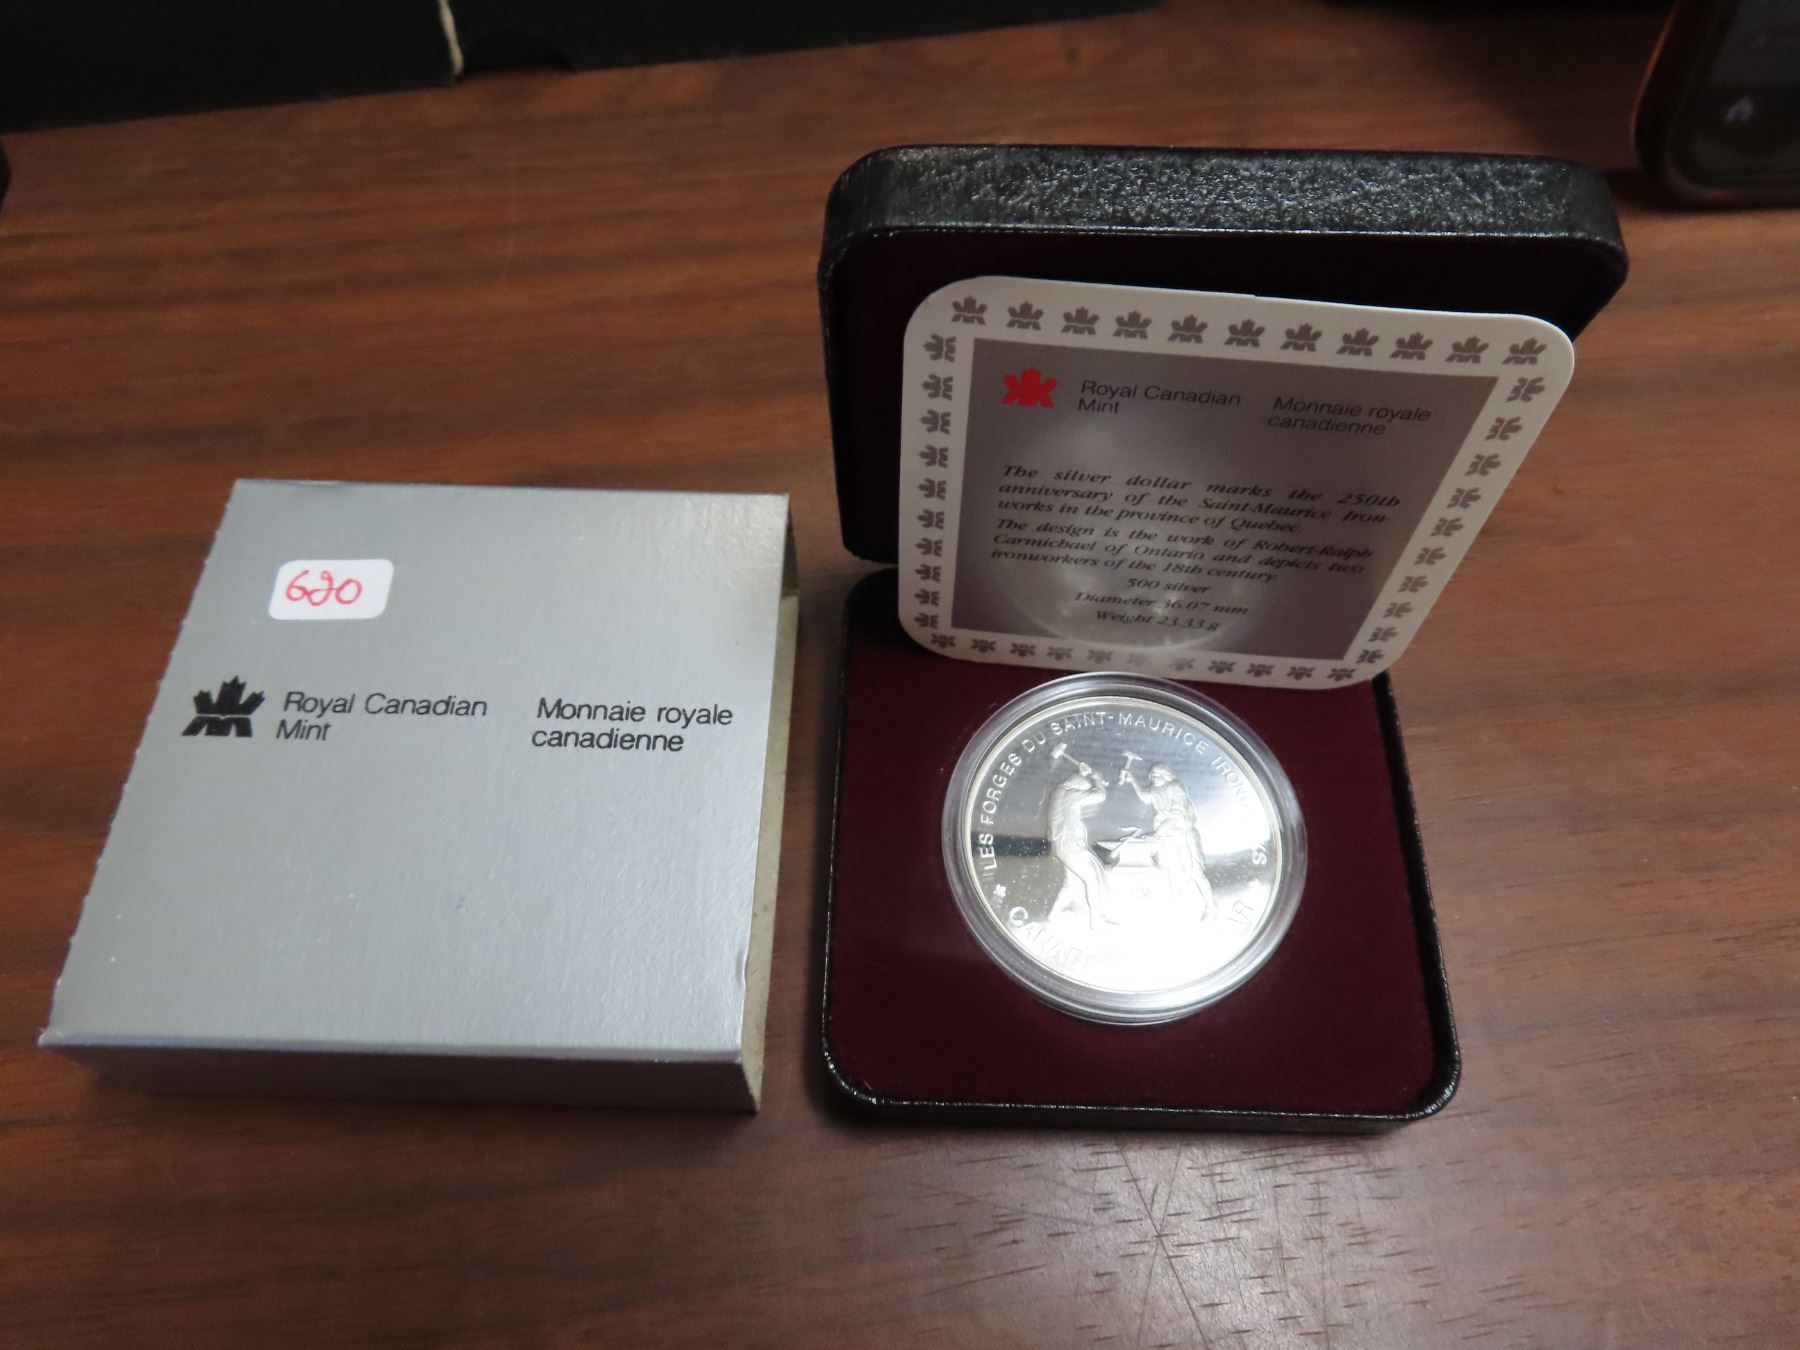 620
Royal Canadian
Mint
Monnaie royale
canadienne
Royal Canadian
Mint
Monnaie royale
canadienne
The silver dollar marks the 250th
anniversary of the Saint-Maurice Iron-
works in the province of Quebec.
The design is the work of Robert-Ralph
Carmichael of Ontario and depicts two
ironworkers of the 18th century.
500 silver
Diameter 36.07 mm
Weight 23.33 g
LES FORGES DU SAINT-MAURICE
CANADA